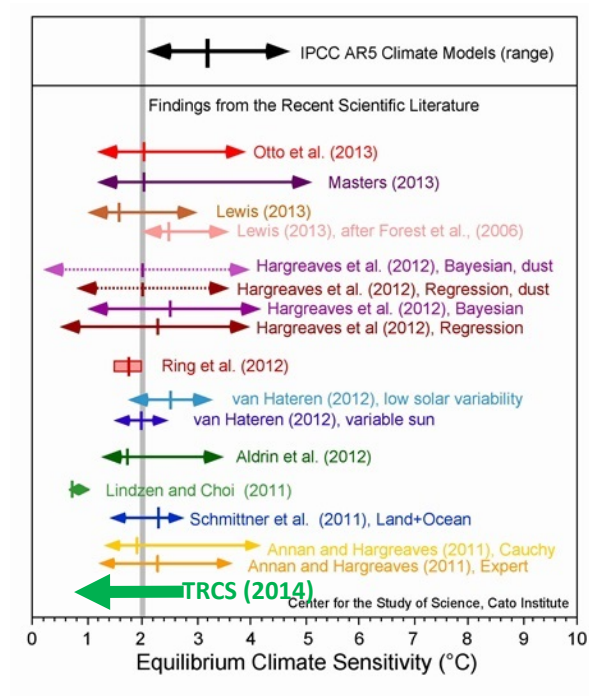 IPCC AR5 Climate Models (range)
Findings from the Recent Scientific Literature
Otto et al. (2013)
Masters (2013)
Lewis (2013)
Lewis (2013), after Forest et al., (2006)
Hargreaves et al. (2012), Bayesian, dust
Hargreaves et al. (2012), Regression, dust
Hargreaves et al. (2012), Bayesian
Hargreaves et al (2012), Regression
Ring et al. (2012)
van Hateren (2012), low solar variability
van Hateren (2012), variable sun
Aldrin et al. (2012)
Lindzen and Choi (2011)
Schmittner et al. (2011), Land+Ocean
Annan and Hargreaves (2011), Cauchy
Annan and Hargreaves (2011), Expert
TRCS (2014)
Center for the Study of Science, Cato Institute
0 1 2 3 4 5 6 7 8 9 10
Equilibrium Climate Sensitivity (°C)